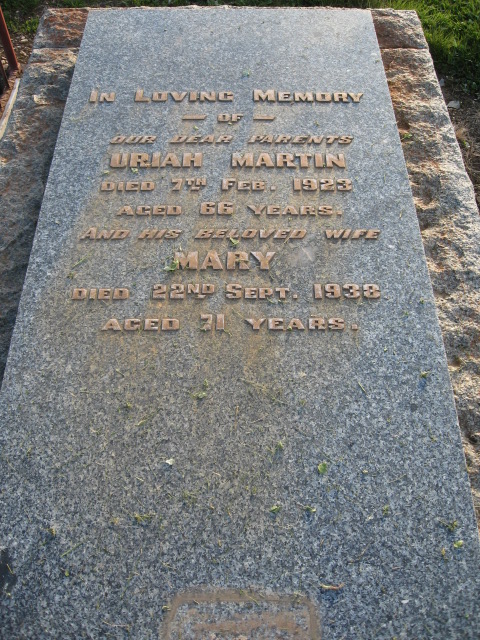 In Loving Memory
— OF —
OUR DEAR PARENTS
URIAH MARTIN
DIED 7TH FEB. 1923
AGED 66 YEARS.
AND HIS BELOVED WIFE
MARY
DIED 22ND SEPT. 1938
AGED 71 YEARS.